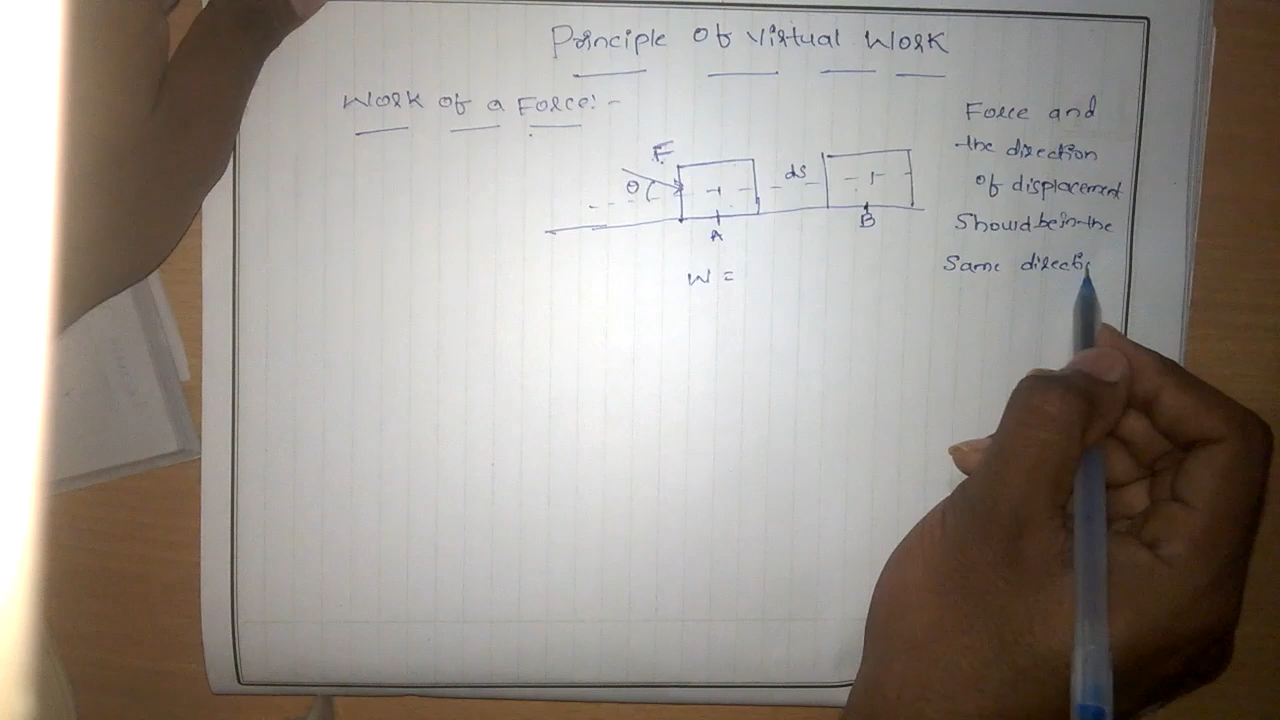 Principle of virtual Work
Work of a Force:-
Force and
the direction
of displacement
Should be in the
Same directi
F
θ
ds
A
B
W =